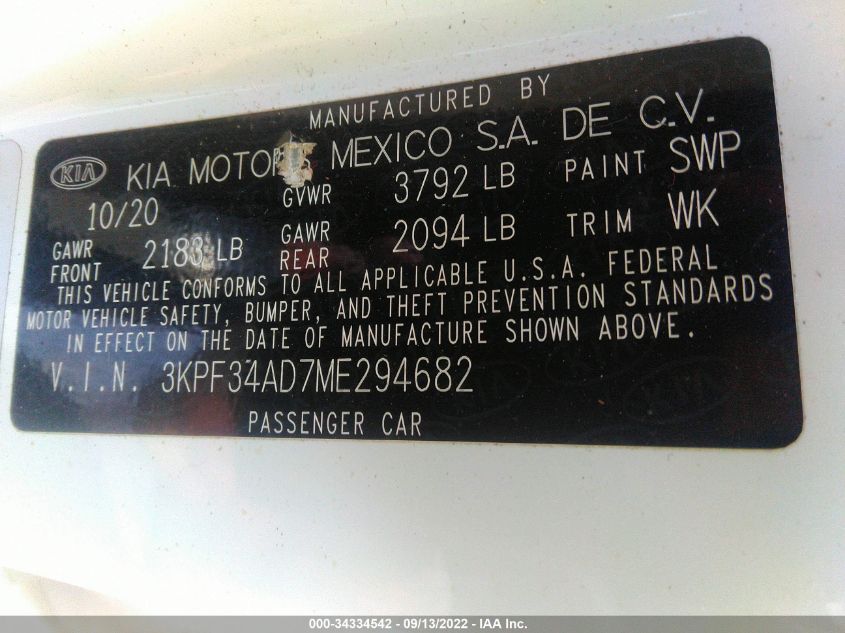 MANUFACTURED BY
KIA KIA MOTORS MEXICO S.A. DE C.V.
10/20 GVWR 3792 LB PAINT SWP
GAWR FRONT 2183 LB GAWR REAR 2094 LB TRIM WK
THIS VEHICLE CONFORMS TO ALL APPLICABLE U.S.A. FEDERAL
MOTOR VEHICLE SAFETY, BUMPER, AND THEFT PREVENTION STANDARDS
IN EFFECT ON THE DATE OF MANUFACTURE SHOWN ABOVE.
V.I.N. 3KPF34AD7ME294682
PASSENGER CAR
000-34334542 - 09/13/2022 - IAA Inc.